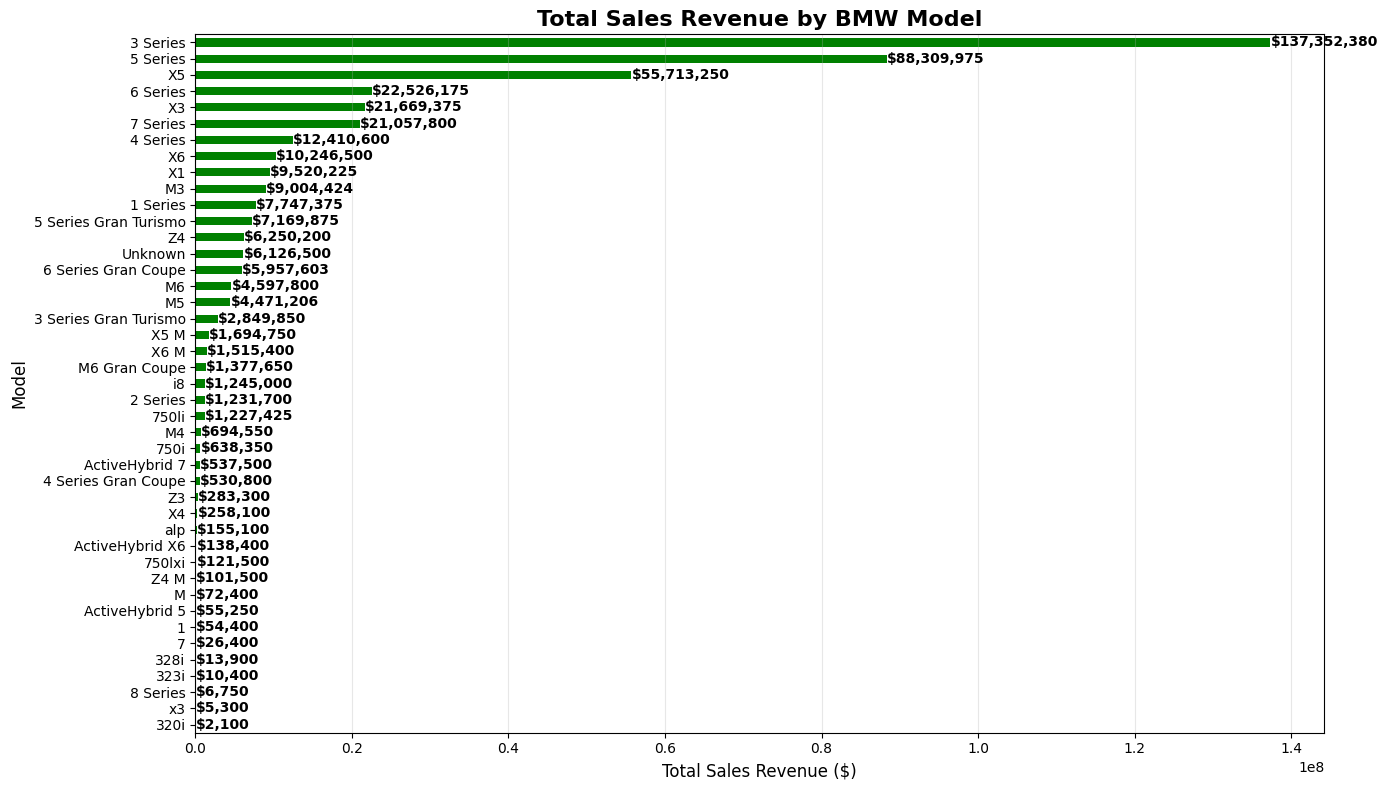 Total Sales Revenue by BMW Model
3 Series $137,352,380
5 Series $88,309,975
X5 $55,713,250
6 Series $22,526,175
X3 $21,669,375
7 Series $21,057,800
4 Series $12,410,600
X6 $10,246,500
X1 $9,520,225
M3 $9,004,424
1 Series $7,747,375
5 Series Gran Turismo $7,169,875
Z4 $6,250,200
Unknown $6,126,500
6 Series Gran Coupe $5,957,603
M6 $4,597,800
M5 $4,471,206
3 Series Gran Turismo $2,849,850
X5 M $1,694,750
X6 M $1,515,400
M6 Gran Coupe $1,377,650
i8 $1,245,000
2 Series $1,231,700
750li $1,227,425
M4 $694,550
750i $638,350
ActiveHybrid 7 $537,500
4 Series Gran Coupe $530,800
Z3 $283,300
X4 $258,100
alp $155,100
ActiveHybrid X6 $138,400
750lxi $121,500
Z4 M $101,500
M $72,400
ActiveHybrid 5 $55,250
1 $54,400
7 $26,400
328i $13,900
323i $10,400
8 Series $6,750
x3 $5,300
320i $2,100
Model
0.0 0.2 0.4 0.6 0.8 1.0 1.2 1.4
1e8
Total Sales Revenue ($)